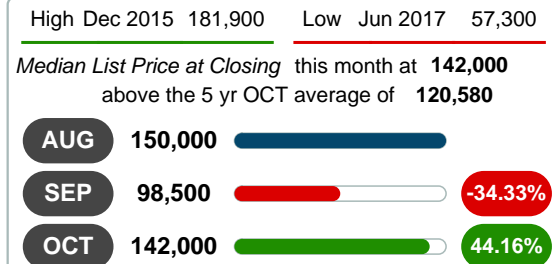 High Dec 2015 181,900 Low Jun 2017 57,300
Median List Price at Closing this month at 142,000
above the 5 yr OCT average of 120,580
AUG 150,000
SEP 98,500 -34.33%
OCT 142,000 44.16%